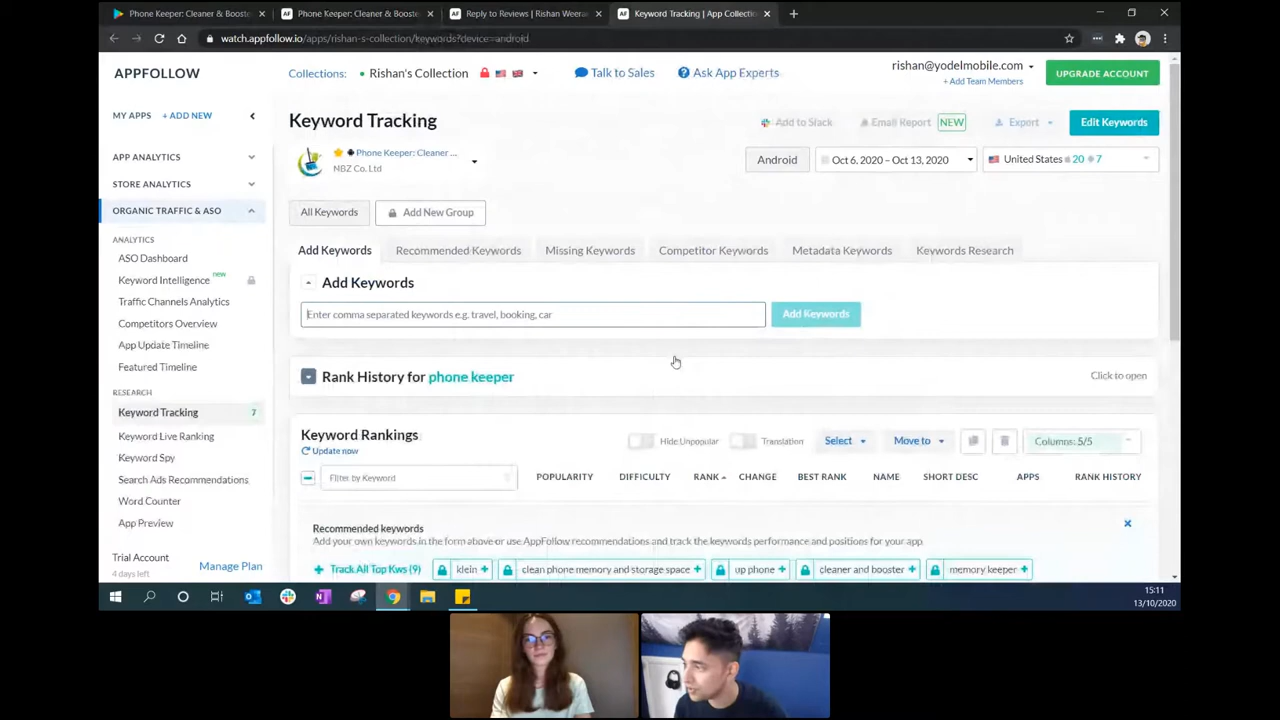 Phone Keeper: Cleaner & Booste
Phone Keeper: Cleaner & Booste
Reply to Reviews | Rishan Weera
Keyword Tracking | App Collectio
watch.appfollow.io/apps/rishan-s-collection/keywords?device=android
APPFOLLOW
Collections: Rishan's Collection
Talk to Sales
Ask App Experts
rishan@yodelmobile.com
+ Add Team Members
UPGRADE ACCOUNT
MY APPS + ADD NEW
APP ANALYTICS
STORE ANALYTICS
ORGANIC TRAFFIC & ASO
ANALYTICS
ASO Dashboard
Keyword Intelligence new
Traffic Channels Analytics
Competitors Overview
App Update Timeline
Featured Timeline
RESEARCH
Keyword Tracking 7
Keyword Live Ranking
Keyword Spy
Search Ads Recommendations
Word Counter
App Preview
Trial Account
4 days left
Manage Plan
Keyword Tracking
Add to Slack
Email Report NEW
Export
Edit Keywords
Phone Keeper: Cleaner ...
NBZ Co. Ltd
Android
Oct 6, 2020 – Oct 13, 2020
United States 20 7
All Keywords
Add New Group
Add Keywords
Recommended Keywords
Missing Keywords
Competitor Keywords
Metadata Keywords
Keywords Research
Add Keywords
Enter comma separated keywords e.g. travel, booking, car
Add Keywords
Rank History for phone keeper
Click to open
Keyword Rankings
Update now
Hide Unpopular
Translation
Select
Move to
Columns: 5/5
Filter by Keyword
POPULARITY
DIFFICULTY
RANK
CHANGE
BEST RANK
NAME
SHORT DESC
APPS
RANK HISTORY
Recommended keywords
Add your own keywords in the form above or use AppFollow recommendations and track the keywords performance and positions for your app.
+ Track All Top Kws (9)
klein +
clean phone memory and storage space +
up phone +
cleaner and booster +
memory keeper +
15:11
13/10/2020